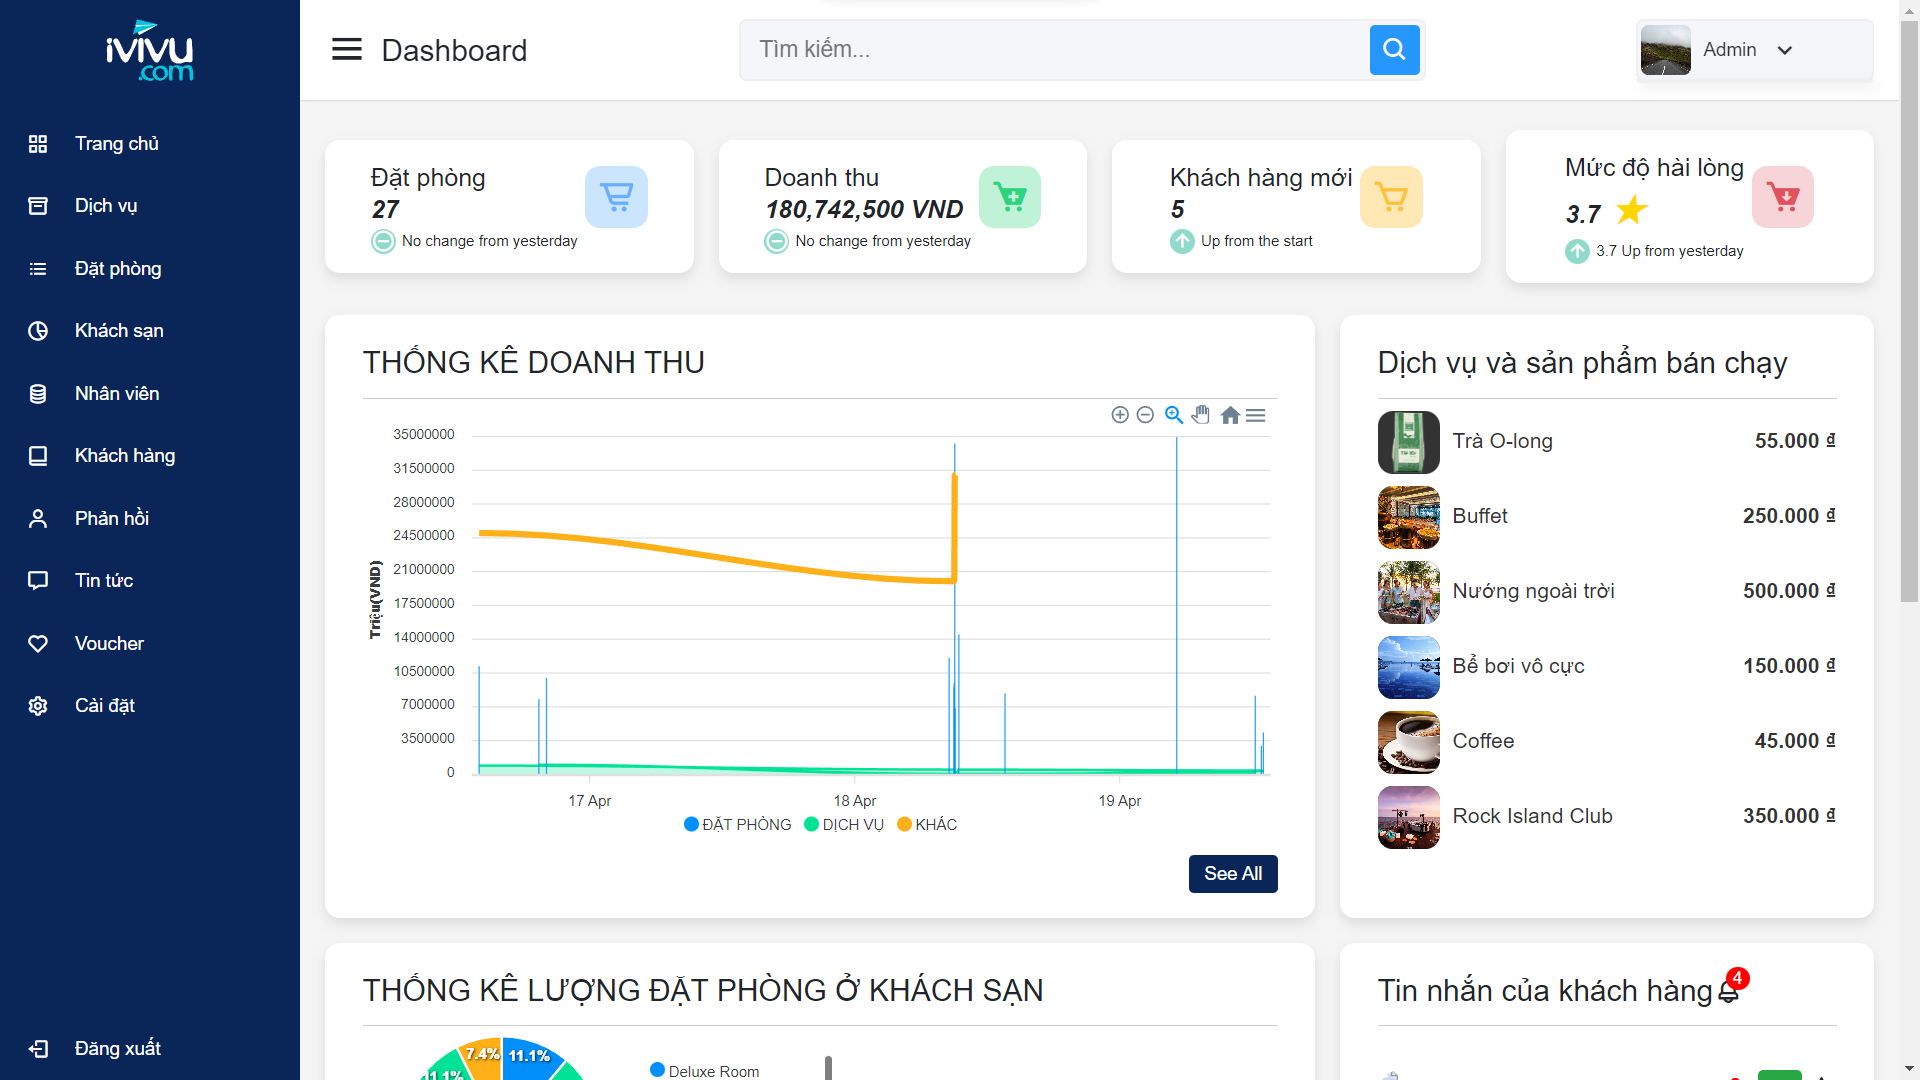 ivivu
.com
Dashboard
Tìm kiếm...
Admin
Trang chủ
Dịch vụ
Đặt phòng
Khách sạn
Nhân viên
Khách hàng
Phản hồi
Tin tức
Voucher
Cài đặt
Đăng xuất
Đặt phòng
27
No change from yesterday
Doanh thu
180,742,500 VND
No change from yesterday
Khách hàng mới
5
Up from the start
Mức độ hài lòng
3.7
3.7 Up from yesterday
THỐNG KÊ DOANH THU
35000000
31500000
28000000
24500000
21000000
17500000
14000000
10500000
7000000
3500000
0
Triệu(VND)
17 Apr
18 Apr
19 Apr
ĐẶT PHÒNG
DỊCH VỤ
KHÁC
See All
Dịch vụ và sản phẩm bán chạy
Trà O-long 55.000 ₫
Buffet 250.000 ₫
Nướng ngoài trời 500.000 ₫
Bể bơi vô cực 150.000 ₫
Coffee 45.000 ₫
Rock Island Club 350.000 ₫
THỐNG KÊ LƯỢNG ĐẶT PHÒNG Ở KHÁCH SẠN
7.4%
11.1%
11.1%
Deluxe Room
Tin nhắn của khách hàng
4